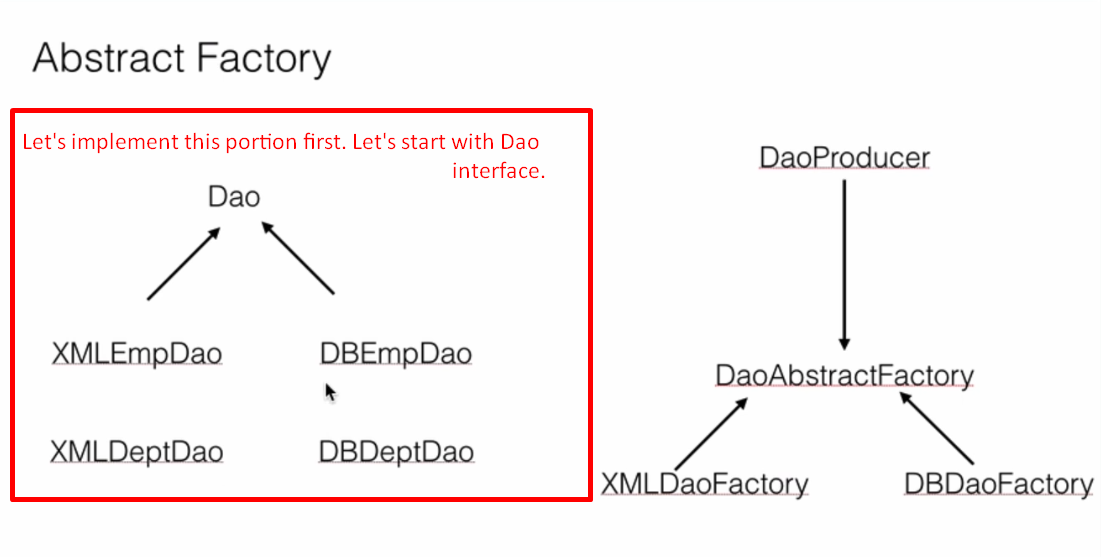 Abstract Factory
Let's implement this portion first. Let's start with Dao
interface.
Dao
XMLEmpDao
DBEmpDao
XMLDeptDao
DBDeptDao
DaoProducer
DaoAbstractFactory
XMLDaoFactory
DBDaoFactory